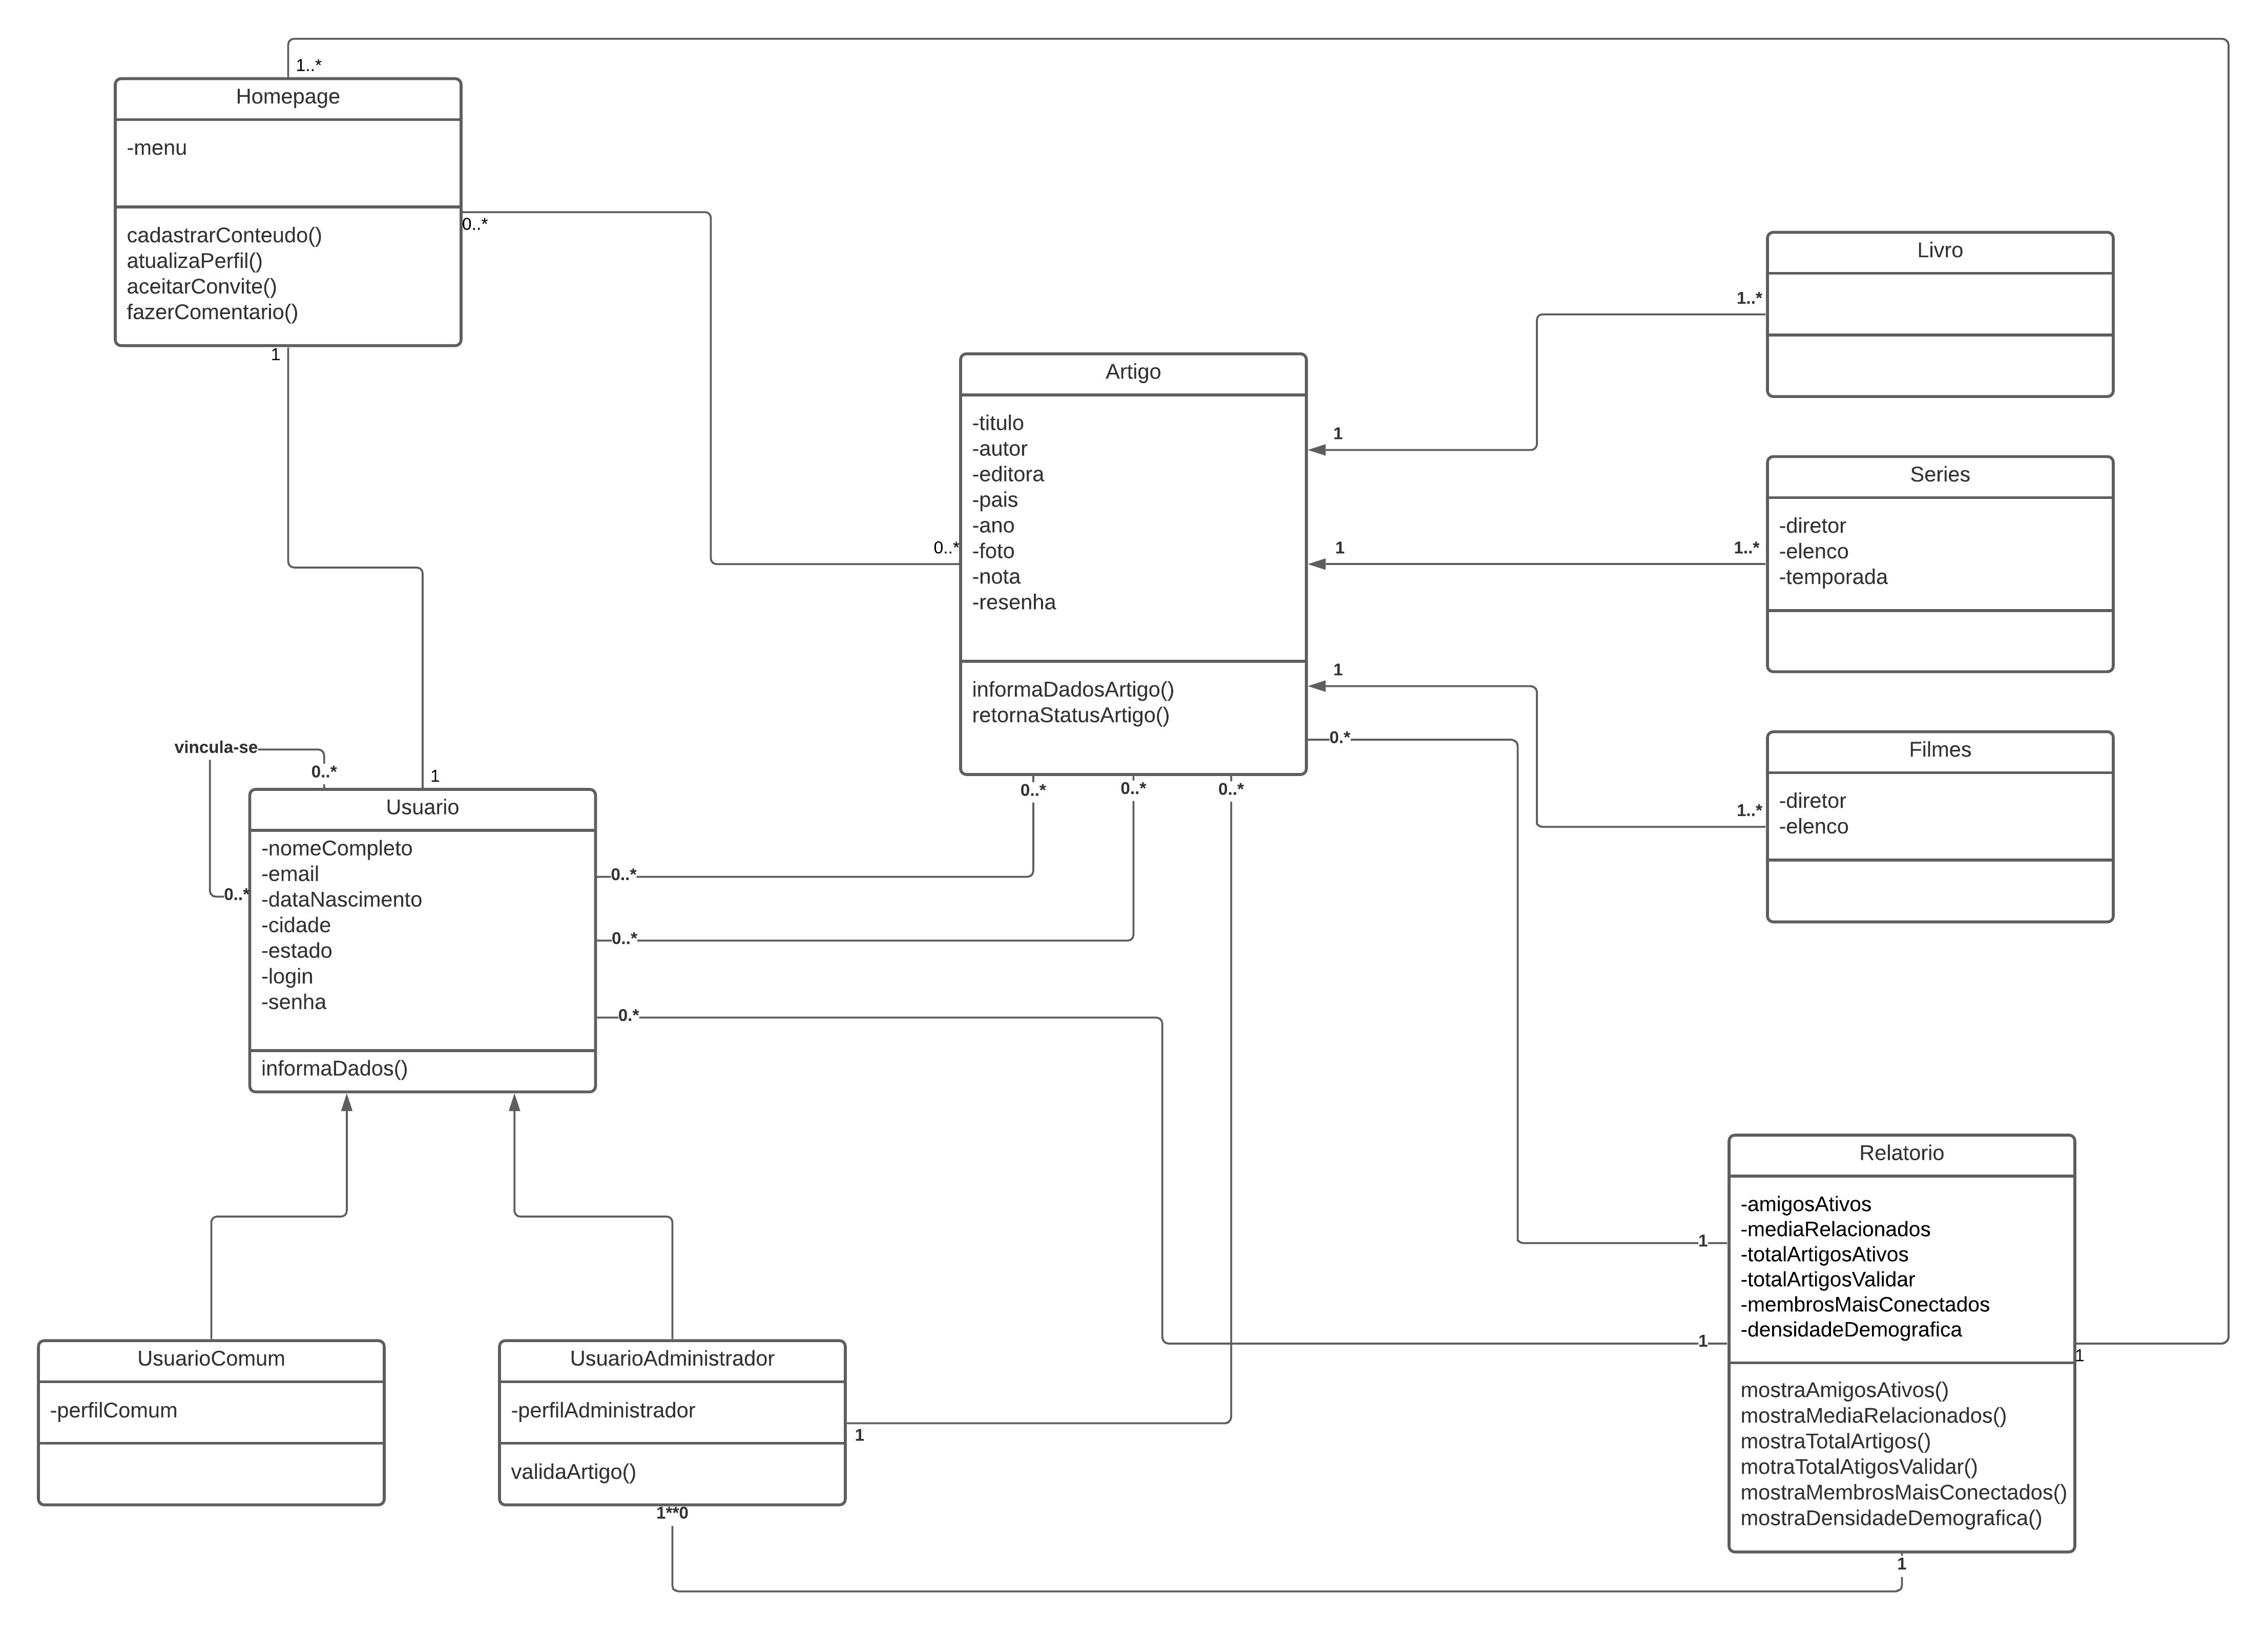 1..*
Homepage
-menu
cadastrarConteudo()
atualizaPerfil()
aceitarConvite()
fazerComentario()
0..*
1
Livro
1..*
Artigo
-titulo
-autor
-editora
-pais
-ano
-foto
-nota
-resenha
informaDadosArtigo()
retornaStatusArtigo()
0..*
1
1
1
0.*
0..*
0..*
0..*
Series
-diretor
-elenco
-temporada
1..*
Filmes
-diretor
-elenco
1..*
vincula-se
0..*
0..*
1
Usuario
-nomeCompleto
-email
-dataNascimento
-cidade
-estado
-login
-senha
informaDados()
0..*
0..*
0.*
UsuarioComum
-perfilComum
UsuarioAdministrador
-perfilAdministrador
validaArtigo()
1
1**0
Relatorio
-amigosAtivos
-mediaRelacionados
-totalArtigosAtivos
-totalArtigosValidar
-membrosMaisConectados
-densidadeDemografica
mostraAmigosAtivos()
mostraMediaRelacionados()
mostraTotalArtigos()
motraTotalAtigosValidar()
mostraMembrosMaisConectados()
mostraDensidadeDemografica()
1
1
1
1